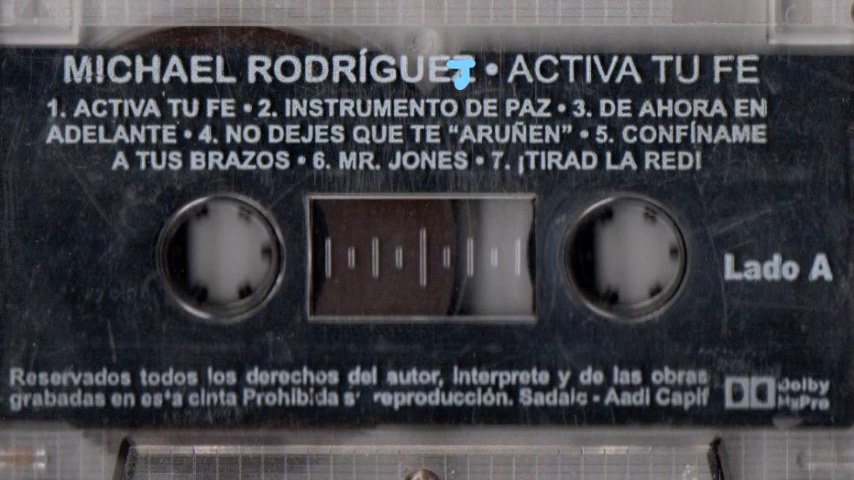 MICHAEL RODRÍGUEZ • ACTIVA TU FE
1. ACTIVA TU FE • 2. INSTRUMENTO DE PAZ • 3. DE AHORA EN
ADELANTE • 4. NO DEJES QUE TE “ARUÑEN” • 5. CONFÍNAME
A TUS BRAZOS • 6. MR. JONES • 7. ¡TIRAD LA RED!
Lado A
Reservados todos los derechos del autor, Interprete y de las obras
grabadas en es*a cinta Prohibida s' reproducción. Sadaic - Aadi Capif
Dolby
HxPro